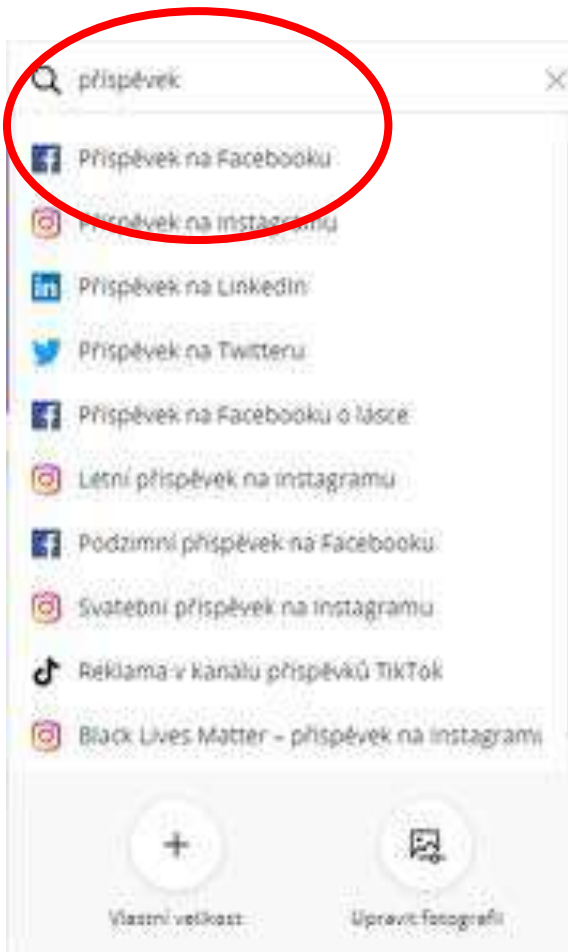 příspěvek
Příspěvek na Facebooku
Příspěvek na Instagramu
Příspěvek na LinkedIn
Příspěvek na Twitteru
Příspěvek na Facebooku o lásce
Letní příspěvek na Instagramu
Podzimní příspěvek na Facebooku
Svatební příspěvek na Instagramu
Reklama v kanálu příspěvků TikTok
Black Lives Matter – příspěvek na Instagramu
Vlastní velikost
Upravit fotografii